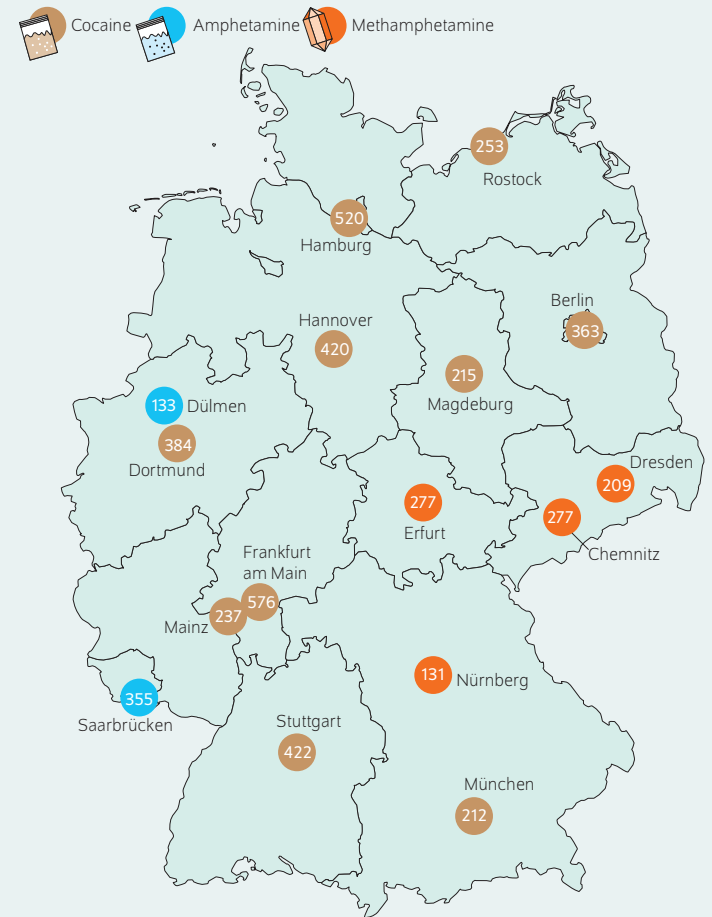 Cocaine
Amphetamine
Methamphetamine
253
Rostock
520
Hamburg
Berlin
363
Hannover
420
215
Magdeburg
133
Dülmen
384
Dortmund
Dresden
209
277
Erfurt
277
Chemnitz
Frankfurt
am Main
576
237
Mainz
131
Nürnberg
355
Saarbrücken
Stuttgart
422
München
212